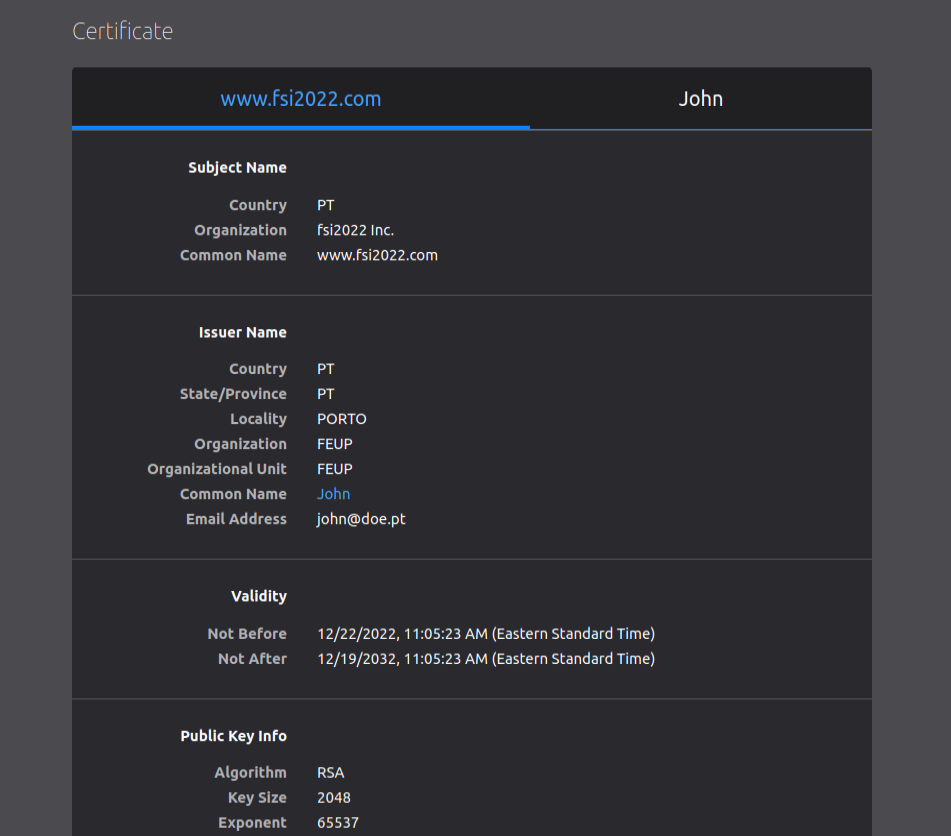 Certificate
www.fsi2022.com John
Subject Name
Country PT
Organization fsi2022 Inc.
Common Name www.fsi2022.com
Issuer Name
Country PT
State/Province PT
Locality PORTO
Organization FEUP
Organizational Unit FEUP
Common Name John
Email Address john@doe.pt
Validity
Not Before 12/22/2022, 11:05:23 AM (Eastern Standard Time)
Not After 12/19/2032, 11:05:23 AM (Eastern Standard Time)
Public Key Info
Algorithm RSA
Key Size 2048
Exponent 65537